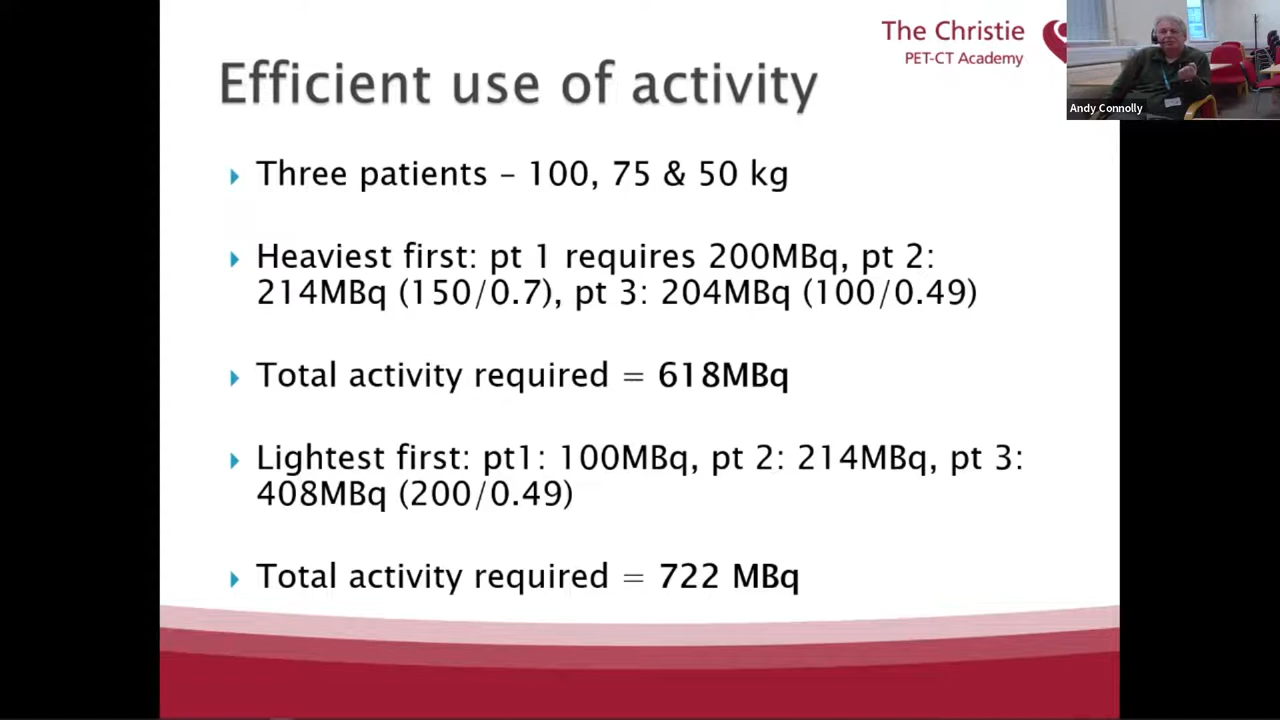 The Christie
PET-CT Academy
Andy Connolly
Efficient use of activity
Three patients – 100, 75 & 50 kg
Heaviest first: pt 1 requires 200MBq, pt 2:
214MBq (150/0.7), pt 3: 204MBq (100/0.49)
Total activity required = 618MBq
Lightest first: pt1: 100MBq, pt 2: 214MBq, pt 3:
408MBq (200/0.49)
Total activity required = 722 MBq